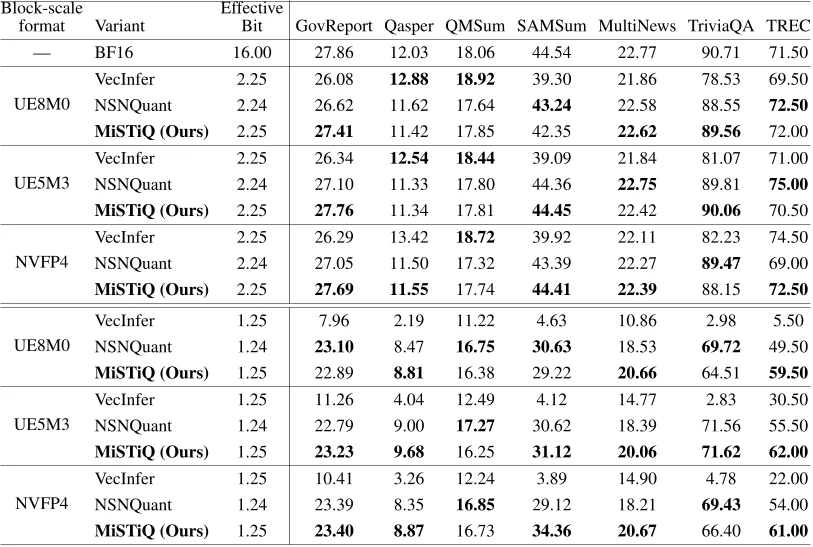 Block-scale format Variant Effective Bit GovReport Qasper QMSum SAMSum MultiNews TriviaQA TREC
— BF16 16.00 27.86 12.03 18.06 44.54 22.77 90.71 71.50
VecInfer 2.25 26.08 12.88 18.92 39.30 21.86 78.53 69.50
UE8M0 NSNQuant 2.24 26.62 11.62 17.64 43.24 22.58 88.55 72.50
MiSTiQ (Ours) 2.25 27.41 11.42 17.85 42.35 22.62 89.56 72.00
VecInfer 2.25 26.34 12.54 18.44 39.09 21.84 81.07 71.00
UE5M3 NSNQuant 2.24 27.10 11.33 17.80 44.36 22.75 89.81 75.00
MiSTiQ (Ours) 2.25 27.76 11.34 17.81 44.45 22.42 90.06 70.50
VecInfer 2.25 26.29 13.42 18.72 39.92 22.11 82.23 74.50
NVFP4 NSNQuant 2.24 27.05 11.50 17.32 43.39 22.27 89.47 69.00
MiSTiQ (Ours) 2.25 27.69 11.55 17.74 44.41 22.39 88.15 72.50
VecInfer 1.25 7.96 2.19 11.22 4.63 10.86 2.98 5.50
UE8M0 NSNQuant 1.24 23.10 8.47 16.75 30.63 18.53 69.72 49.50
MiSTiQ (Ours) 1.25 22.89 8.81 16.38 29.22 20.66 64.51 59.50
VecInfer 1.25 11.26 4.04 12.49 4.12 14.77 2.83 30.50
UE5M3 NSNQuant 1.24 22.79 9.00 17.27 30.62 18.39 71.56 55.50
MiSTiQ (Ours) 1.25 23.23 9.68 16.25 31.12 20.06 71.62 62.00
VecInfer 1.25 10.41 3.26 12.24 3.89 14.90 4.78 22.00
NVFP4 NSNQuant 1.24 23.39 8.35 16.85 29.12 18.21 69.43 54.00
MiSTiQ (Ours) 1.25 23.40 8.87 16.73 34.36 20.67 66.40 61.00